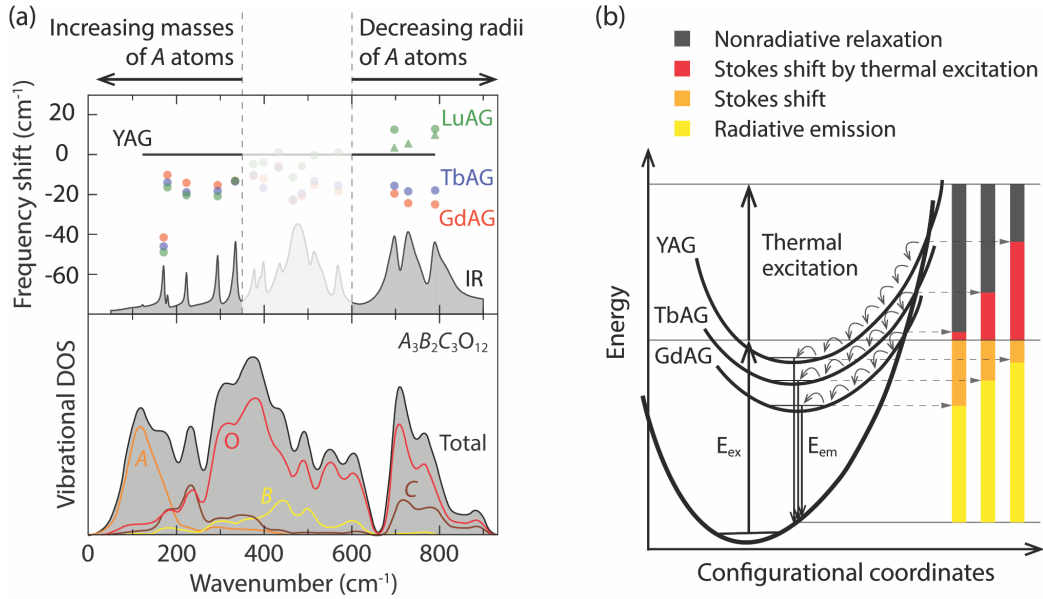 (a)
Increasing masses
of A atoms
Decreasing radii
of A atoms
Frequency shift (cm⁻¹)
20
0
-20
-40
-60
YAG
LuAG
TbAG
GdAG
IR
Vibrational DOS
A₃B₂C₃O₁₂
Total
A
O
B
C
0
200
400
600
800
Wavenumber (cm⁻¹)
(b)
Nonradiative relaxation
Stokes shift by thermal excitation
Stokes shift
Radiative emission
Energy
YAG
TbAG
GdAG
Thermal
excitation
Eₑₓ
Eₑₘ
Configurational coordinates